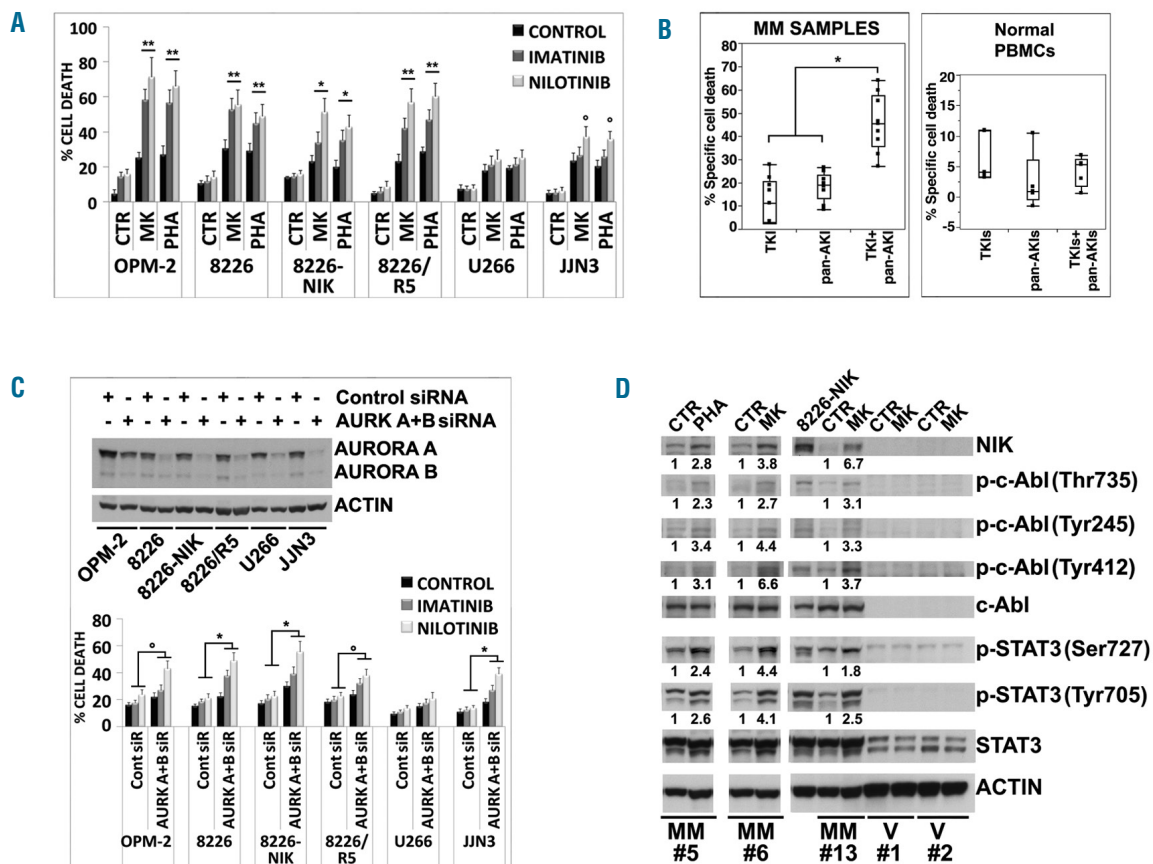 A
100
80
60
40
20
0
% CELL DEATH
CONTROL
IMATINIB
NILOTINIB
** ** ** ** * * ** ** ° °
CTR MK PHA CTR MK PHA CTR MK PHA CTR MK PHA CTR MK PHA CTR MK PHA
OPM-2 8226 8226-NIK 8226/R5 U266 JJN3
B
MM SAMPLES
80
70
60
50
40
30
20
10
0
% Specific cell death
*
TKI
pan-AKI
TKI+
pan-AKI
Normal
PBMCs
20
15
10
5
0
-5
% Specific cell death
TKIs
pan-AKIs
TKIs+
pan-AKIs
C
+ - + - + - + - + - + - Control siRNA
- + - + - + - + - + - + AURK A+B siRNA
AURORA A
AURORA B
ACTIN
OPM-2 8226 8226-NIK 8226/R5 U266 JJN3
CONTROL
IMATINIB
NILOTINIB
80
60
40
20
0
% CELL DEATH
° * * ° *
Cont siR AURK A+B siR Cont siR AURK A+B siR Cont siR AURK A+B siR Cont siR AURK A+B siR Cont siR AURK A+B siR Cont siR AURK A+B siR
OPM-2 8226 8226-NIK 8226/R5 U266 JJN3
D
CTR PHA CTR MK 8226-NIK CTR MK CTR MK CTR MK
NIK
1 2.8 1 3.8 1 6.7
p-c-Abl (Thr735)
1 2.3 1 2.7 1 3.1
p-c-Abl (Tyr245)
1 3.4 1 4.4 1 3.3
p-c-Abl (Tyr412)
1 3.1 1 6.6 1 3.7
c-Abl
p-STAT3 (Ser727)
1 2.4 1 4.4 1 1.8
p-STAT3 (Tyr705)
1 2.6 1 4.1 1 2.5
STAT3
ACTIN
MM MM MM V V
#5 #6 #13 #1 #2